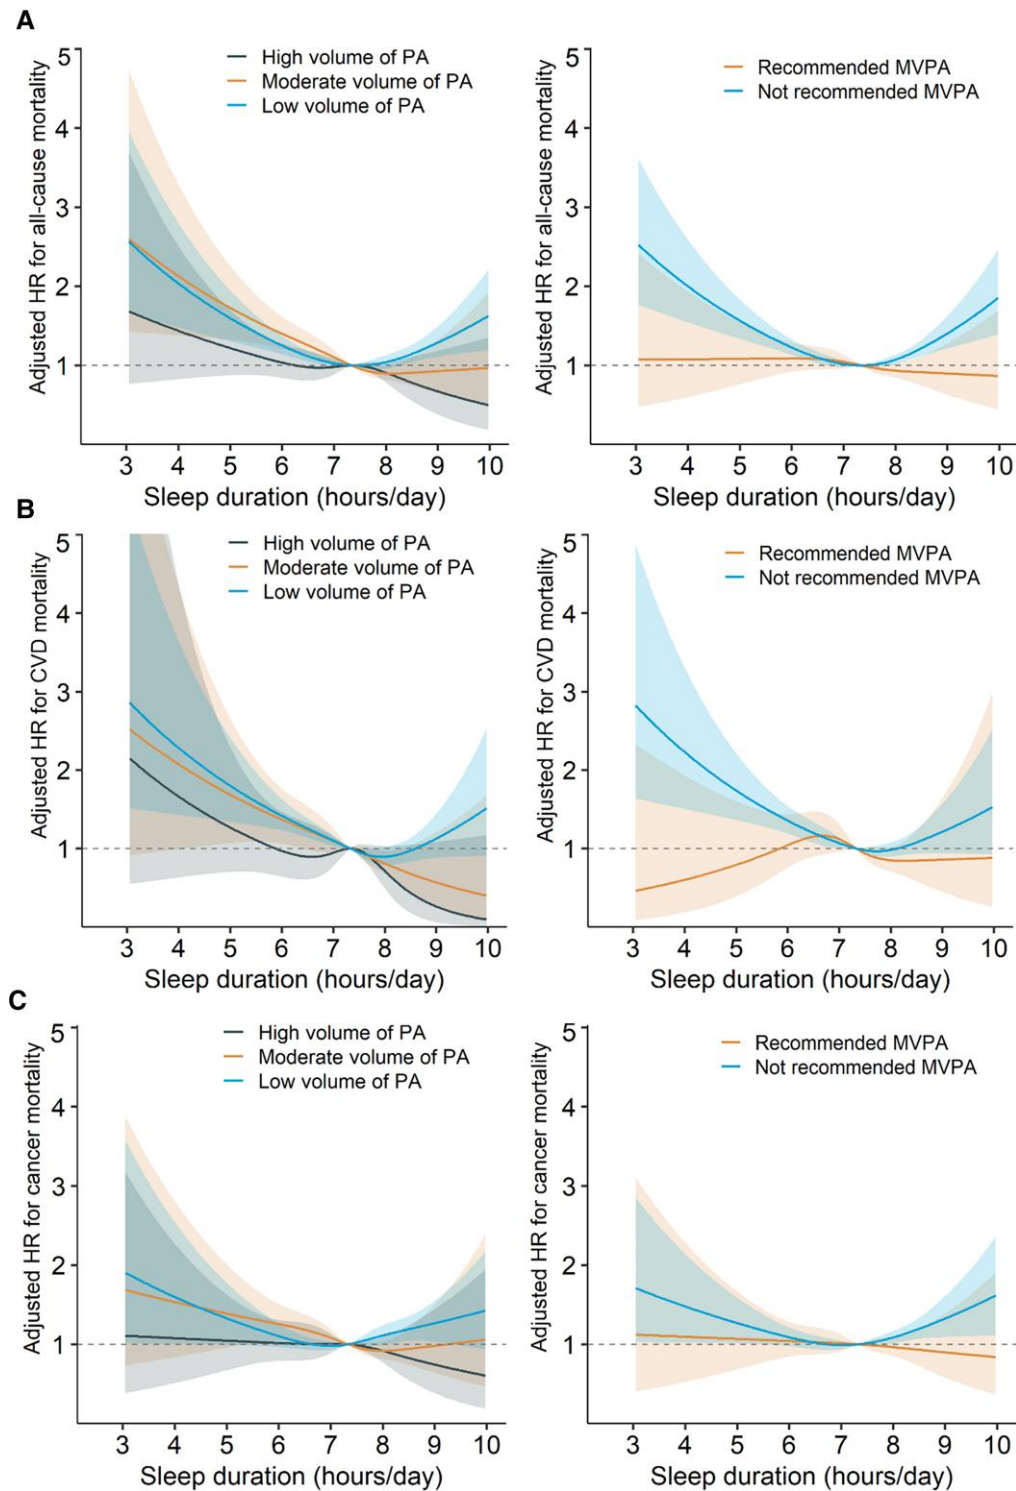 A
Adjusted HR for all-cause mortality
5
4
3
2
1
High volume of PA
Moderate volume of PA
Low volume of PA
3 4 5 6 7 8 9 10
Sleep duration (hours/day)
Adjusted HR for all-cause mortality
5
4
3
2
1
Recommended MVPA
Not recommended MVPA
3 4 5 6 7 8 9 10
Sleep duration (hours/day)
B
Adjusted HR for CVD mortality
5
4
3
2
1
High volume of PA
Moderate volume of PA
Low volume of PA
3 4 5 6 7 8 9 10
Sleep duration (hours/day)
Adjusted HR for CVD mortality
5
4
3
2
1
Recommended MVPA
Not recommended MVPA
3 4 5 6 7 8 9 10
Sleep duration (hours/day)
C
Adjusted HR for cancer mortality
5
4
3
2
1
High volume of PA
Moderate volume of PA
Low volume of PA
3 4 5 6 7 8 9 10
Sleep duration (hours/day)
Adjusted HR for cancer mortality
5
4
3
2
1
Recommended MVPA
Not recommended MVPA
3 4 5 6 7 8 9 10
Sleep duration (hours/day)